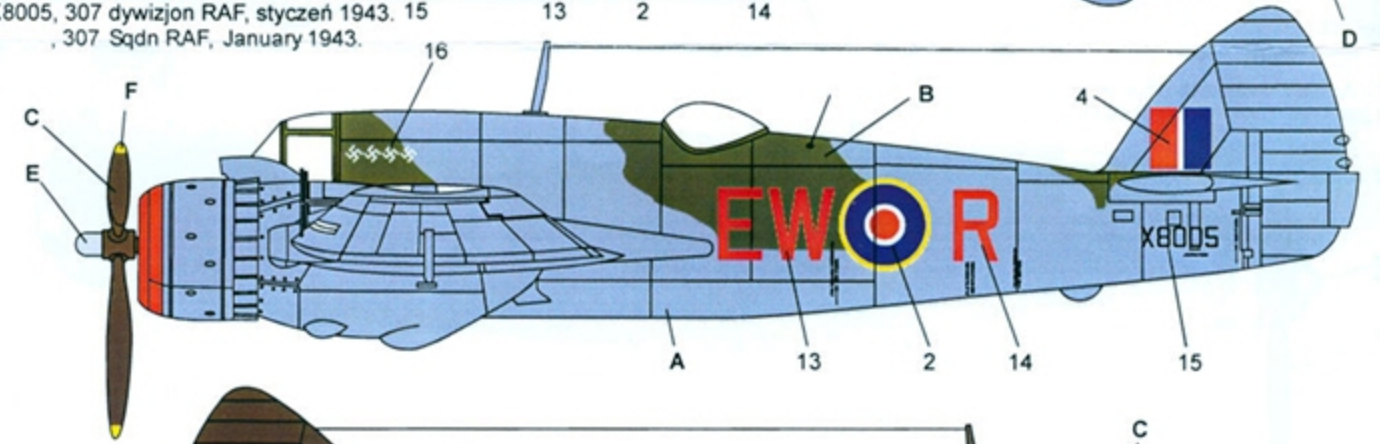 8005, 307 dywizjon RAF, styczeń 1943. 15 13 2 14
, 307 Sqdn RAF, January 1943.
D
16
F
C
B
4
E
EW R
X8005
A 13 2 14 15
C